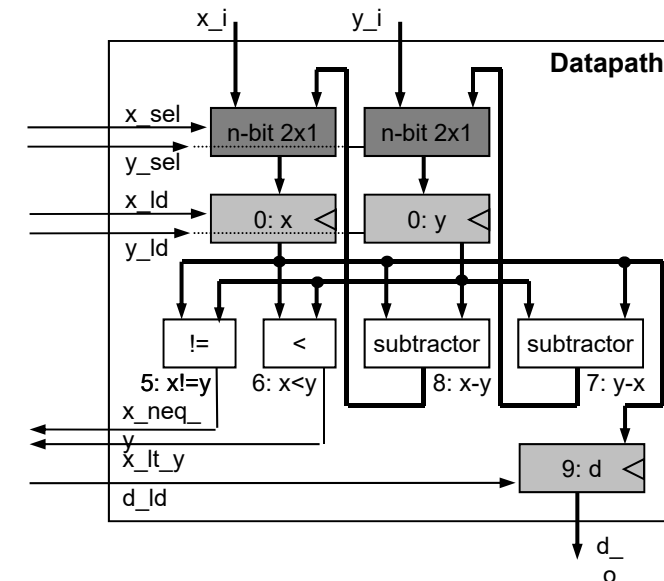 x_i
y_i
Datapath
x_sel
n-bit 2x1
n-bit 2x1
y_sel
x_ld
0: x
0: y
y_ld
!=
<
subtractor
subtractor
5: x!=y
6: x<y
8: x-y
7: y-x
x_neq_
y
x_lt_y
9: d
d_ld
d_
o